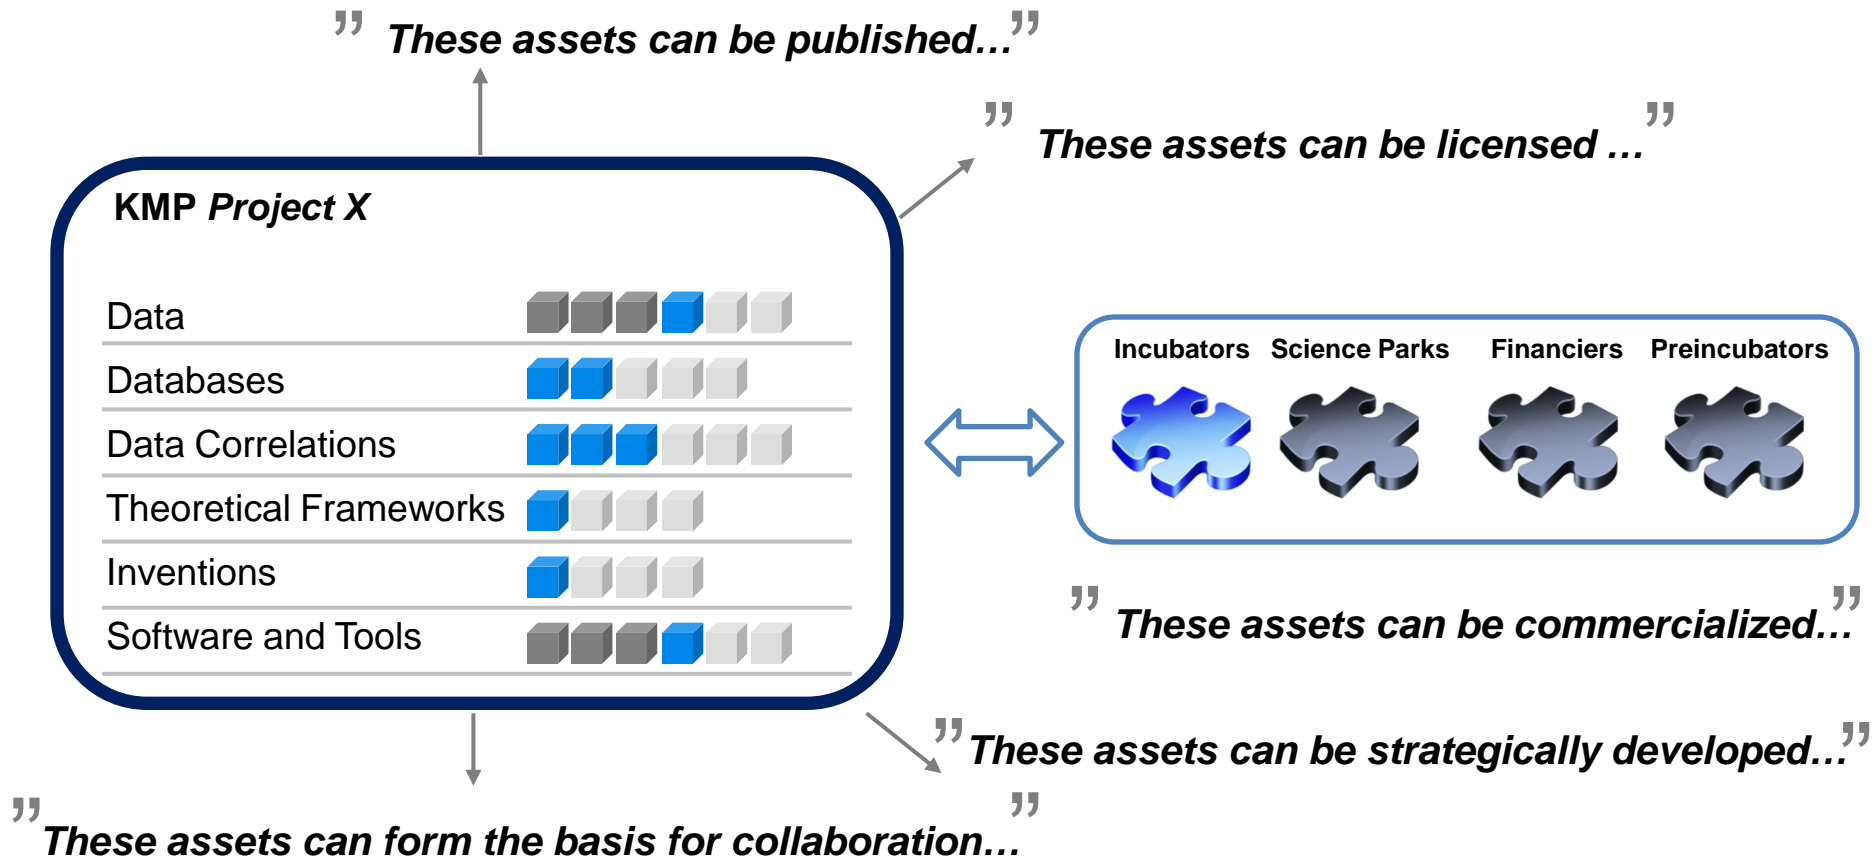 ” These assets can be published…”
” These assets can be licensed …”
KMP Project X
Data
Databases
Data Correlations
Theoretical Frameworks
Inventions
Software and Tools
Incubators Science Parks Financiers Preincubators
” These assets can be commercialized…”
”These assets can be strategically developed…”
”These assets can form the basis for collaboration…”